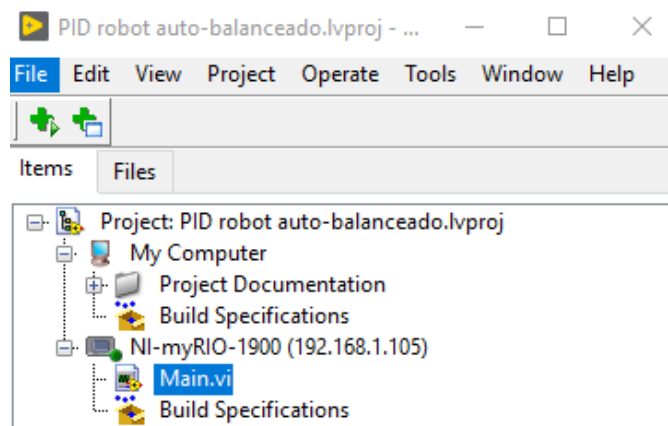 PID robot auto-balanceado.lvproj - ...
File Edit View Project Operate Tools Window Help
Items Files
Project: PID robot auto-balanceado.lvproj
My Computer
Project Documentation
Build Specifications
NI-myRIO-1900 (192.168.1.105)
Main.vi
Build Specifications